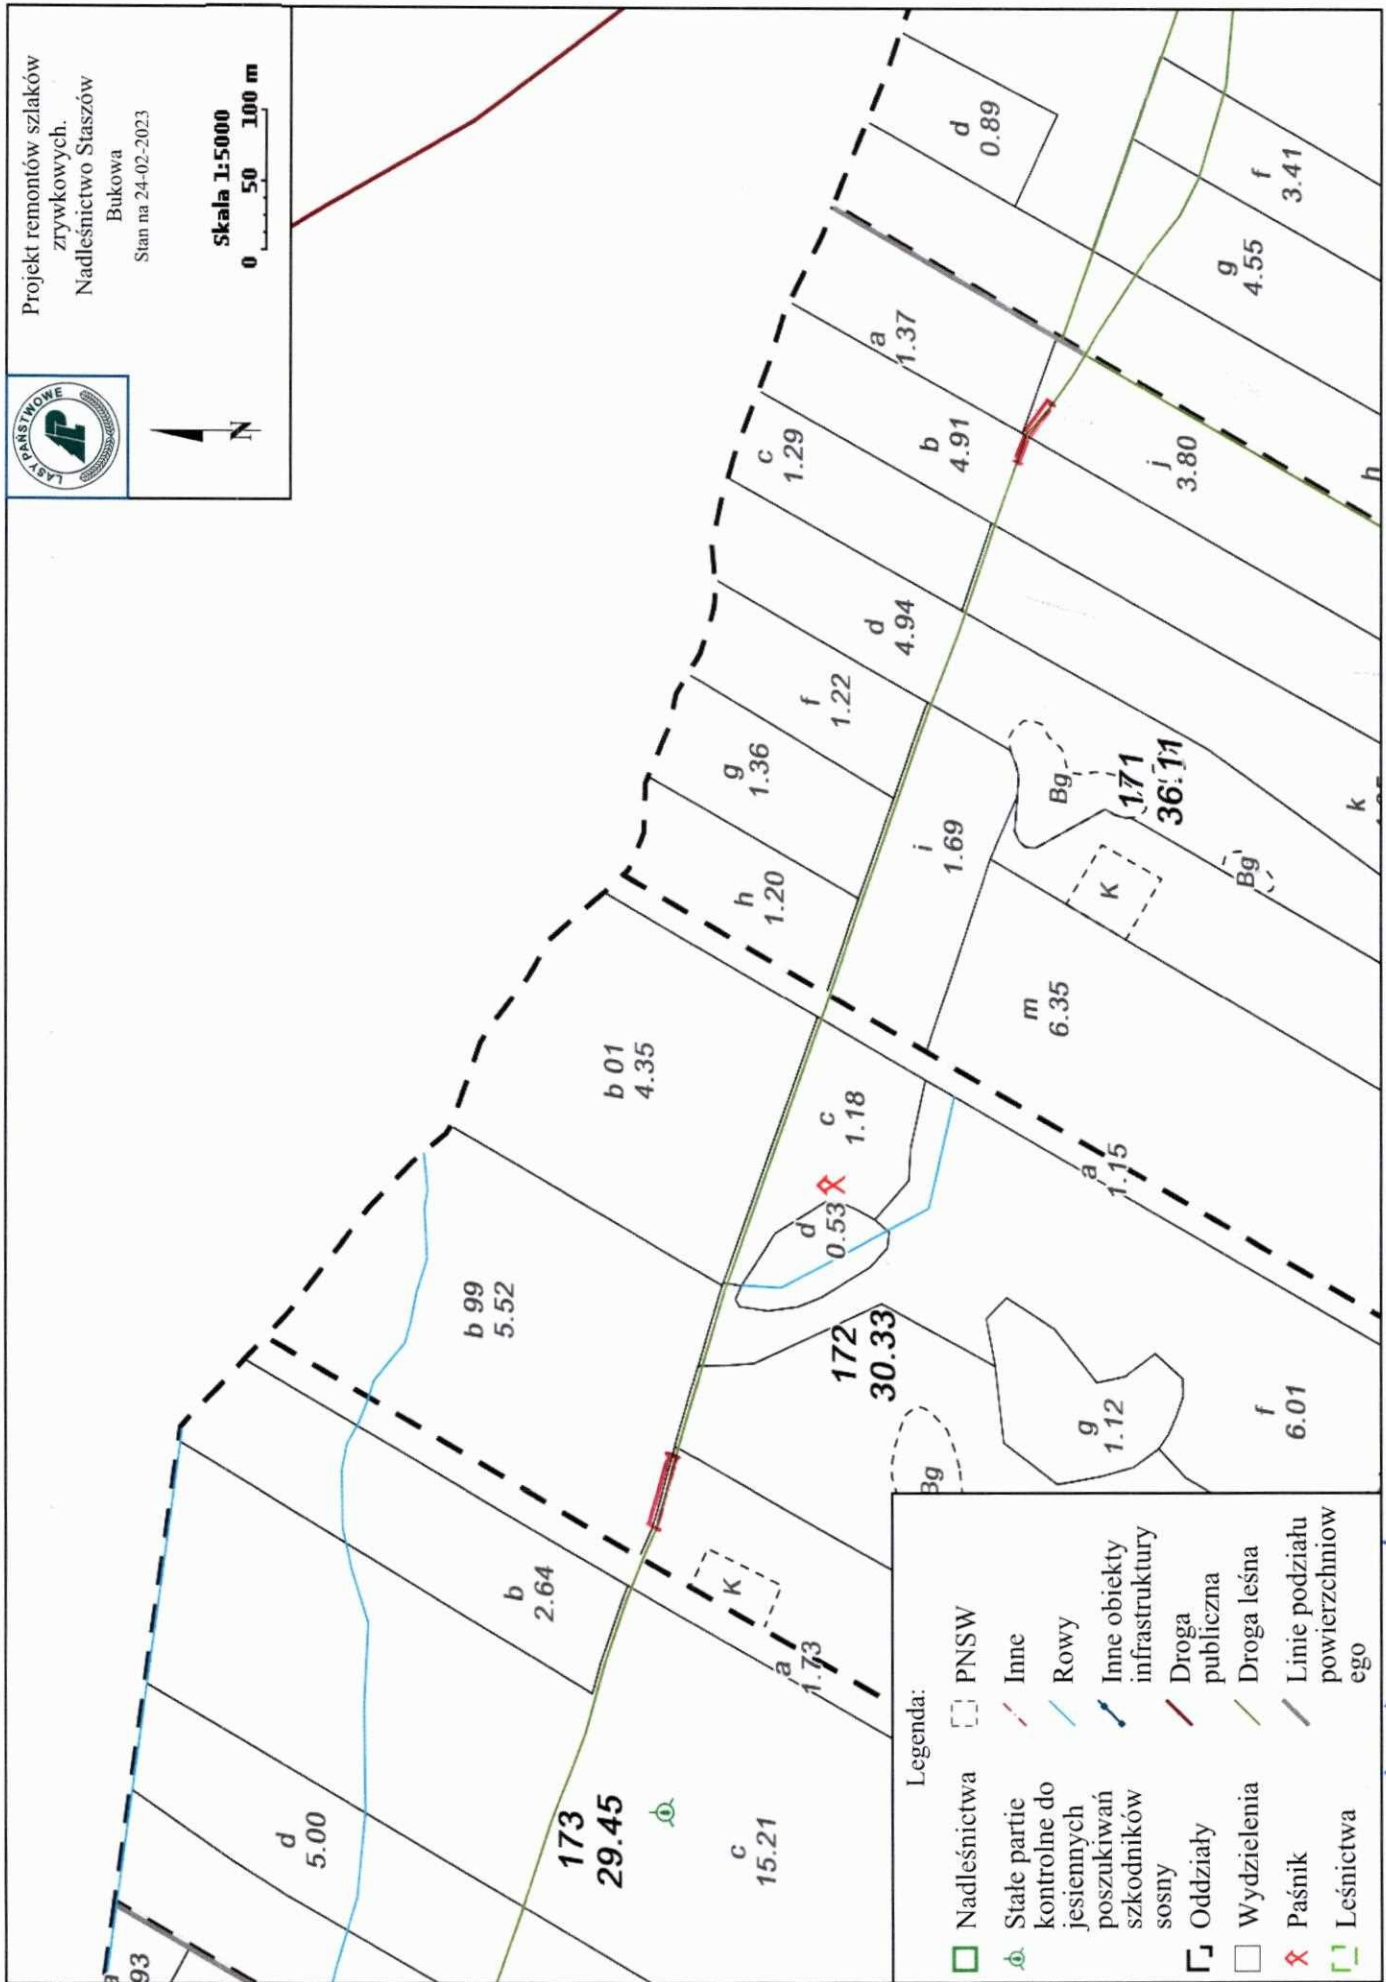 Projekt remontów szlaków
zrywkowych.
Nadleśnictwo Staszów
Bukowa
Stan na 24-02-2023
LASY PAŃSTWOWE
N
Skala 1:5000
0 50 100 m
93
d
5.00
173
29.45
c
15.21
b
2.64
a
1.73
K
b 99
5.52
b 01
4.35
172
30.33
Bg
g
1.12
f
6.01
d
0.53
c
1.18
a
1.15
h
1.20
g
1.36
f
1.22
i
1.69
m
6.35
K
Bg
171
36.11
Bg
k
d
4.94
c
1.29
b
4.91
a
1.37
j
3.80
h
d
0.89
g
4.55
f
3.41
Legenda:
Nadleśnictwa
Stałe partie
kontrolne do
jesiennych
poszukiwań
szkodników
sosny
Oddziały
Wydzielenia
Paśnik
Leśnictwa
PNSW
Inne
Rowy
Inne obiekty
infrastruktury
Droga
publiczna
Droga leśna
Linie podziału
powierzchniow
ego